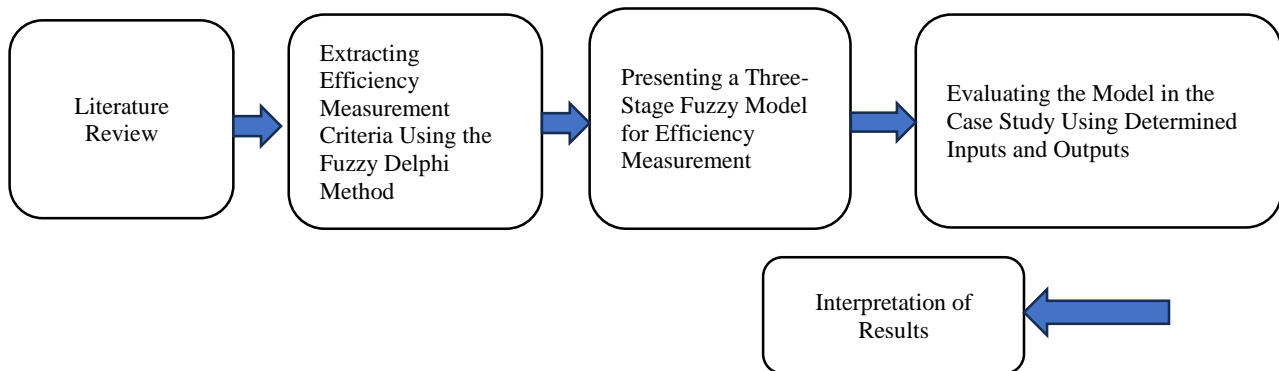 Literature
Review
Extracting
Efficiency
Measurement
Criteria Using the
Fuzzy Delphi
Method
Presenting a Three-
Stage Fuzzy Model
for Efficiency
Measurement
Evaluating the Model in the
Case Study Using Determined
Inputs and Outputs
Interpretation of
Results